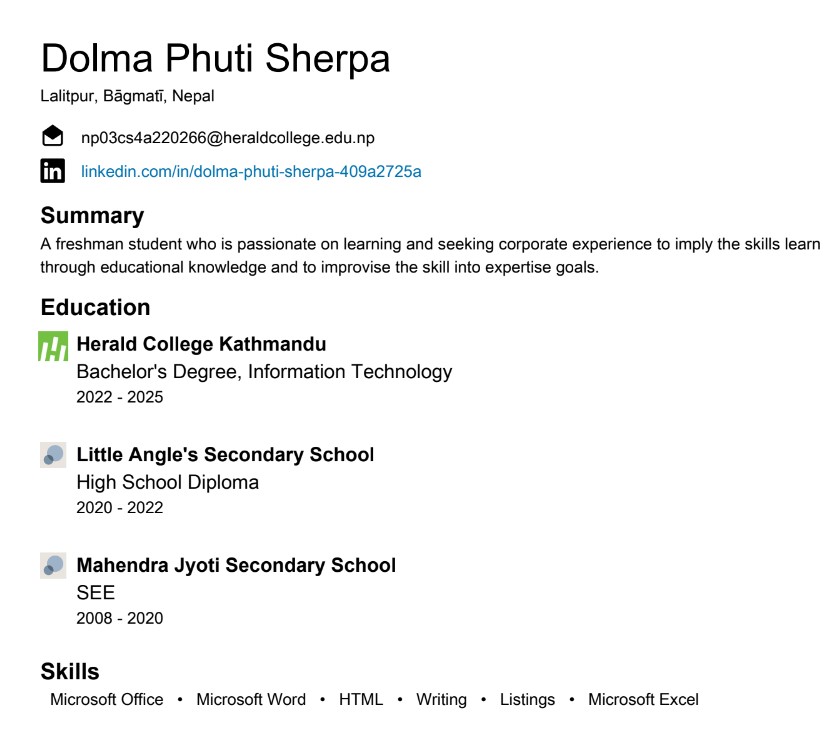 Dolma Phuti Sherpa
Lalitpur, Bāgmatī, Nepal
np03cs4a220266@heraldcollege.edu.np
in linkedin.com/in/dolma-phuti-sherpa-409a2725a
Summary
A freshman student who is passionate on learning and seeking corporate experience to imply the skills learn
through educational knowledge and to improvise the skill into expertise goals.
Education
Herald College Kathmandu
Bachelor's Degree, Information Technology
2022 - 2025
Little Angle's Secondary School
High School Diploma
2020 - 2022
Mahendra Jyoti Secondary School
SEE
2008 - 2020
Skills
Microsoft Office • Microsoft Word • HTML • Writing • Listings • Microsoft Excel